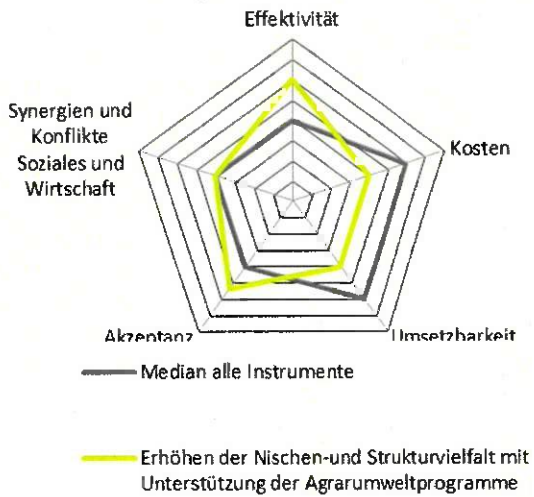 Effektivität
Synergien und
Konflikte
Soziales und
Wirtschaft
Kosten
Akzeptanz
Umsetzbarkeit
Median alle Instrumente
Erhöhen der Nischen-und Strukturvielfalt mit
Unterstützung der Agrarumweltprogramme